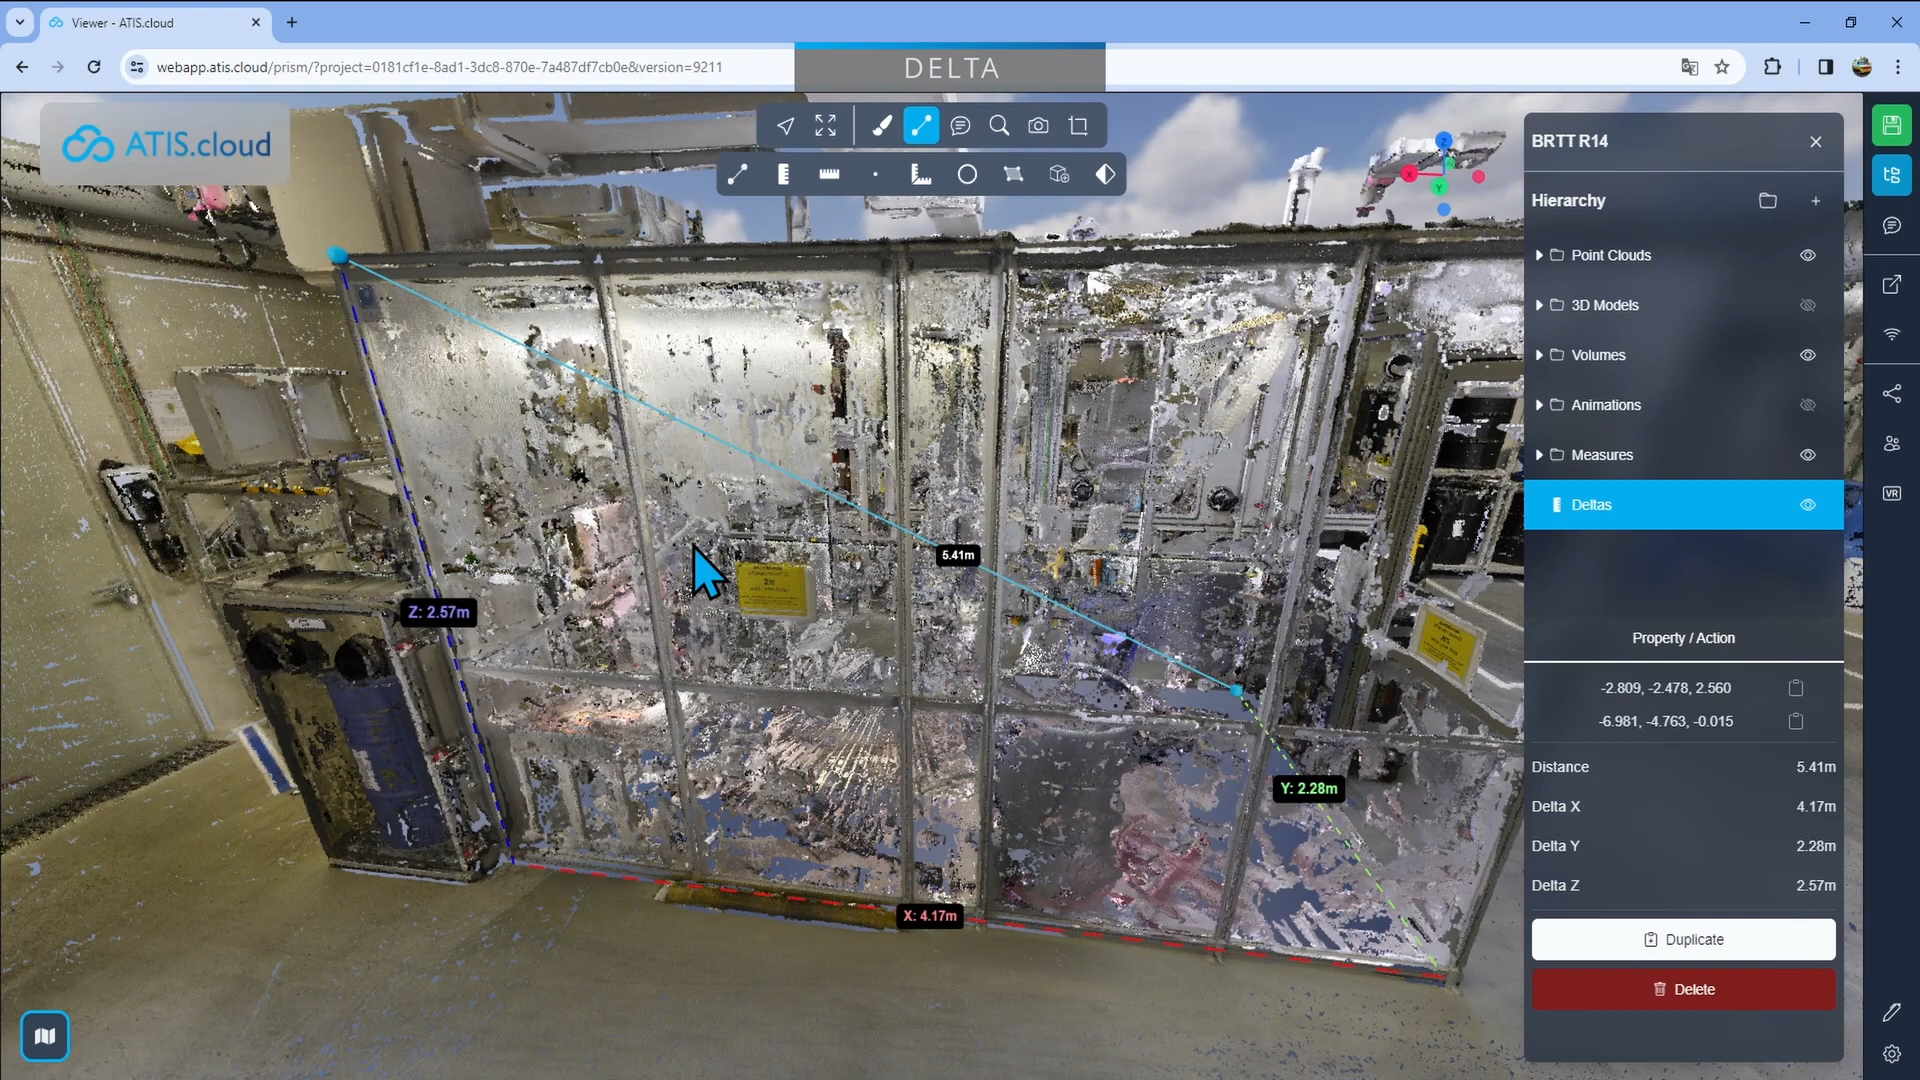 Viewer - ATIS.cloud
webapp.atis.cloud/prism/?project=0181cf1e-8ad1-3dc8-870e-7a487df7cb0e&version=9211
DELTA
ATIS.cloud
Z
X
Y
BRTT R14
Hierarchy
Point Clouds
3D Models
Volumes
Animations
Measures
Deltas
5.41m
Z: 2.57m
Y: 2.28m
X: 4.17m
Property / Action
-2.809, -2.478, 2.560
-6.981, -4.763, -0.015
Distance 5.41m
Delta X 4.17m
Delta Y 2.28m
Delta Z 2.57m
Duplicate
Delete
VR